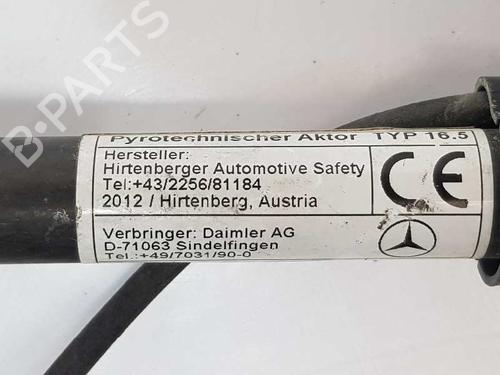 B-PARTS
Pyrotechnischer Aktor TYP 16.5
Hersteller:
Hirtenberger Automotive Safety
Tel:+43/2256/81184
2012 / Hirtenberg, Austria
CE
Verbringer: Daimler AG
D-71063 Sindelfingen
Tel.:+49/7031/90-0